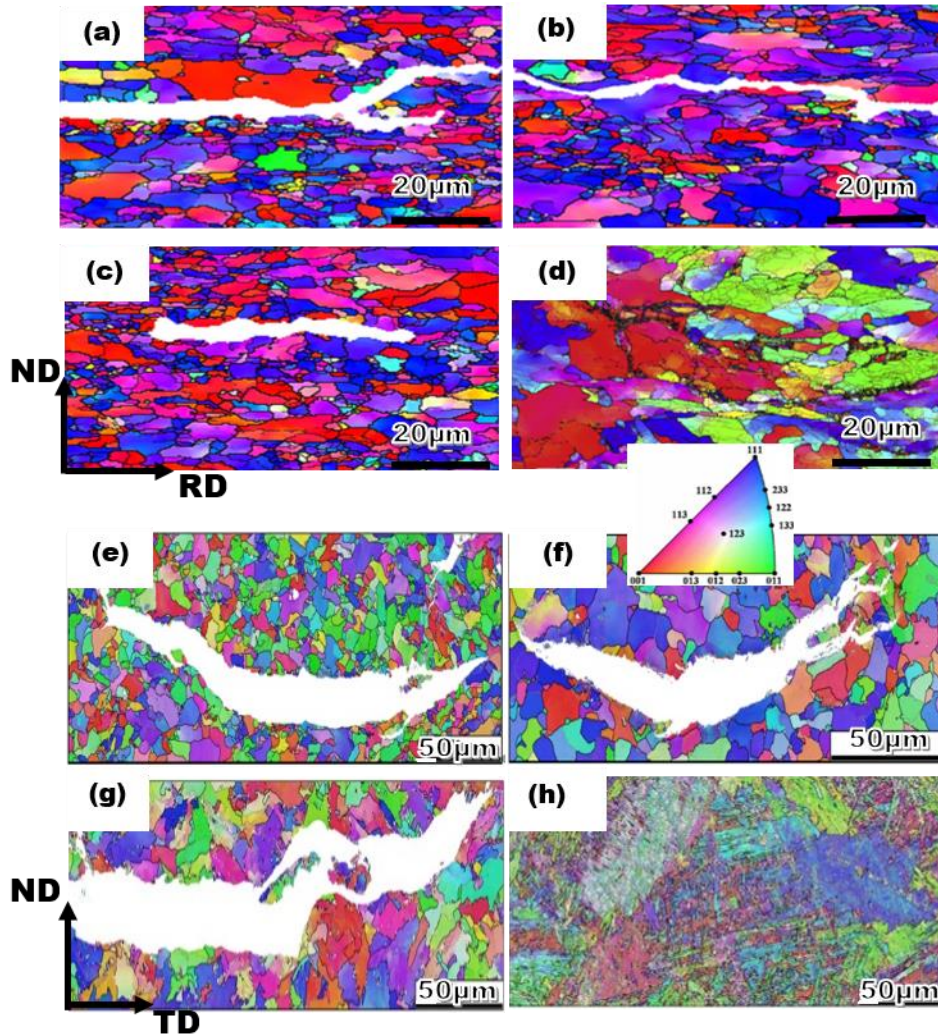 (a)
20µm
(b)
20µm
(c)
20µm
(d)
20µm
ND
RD
111
112
233
122
113
133
123
001
013
012
023
011
(e)
50µm
(f)
50µm
(g)
50µm
(h)
50µm
ND
TD